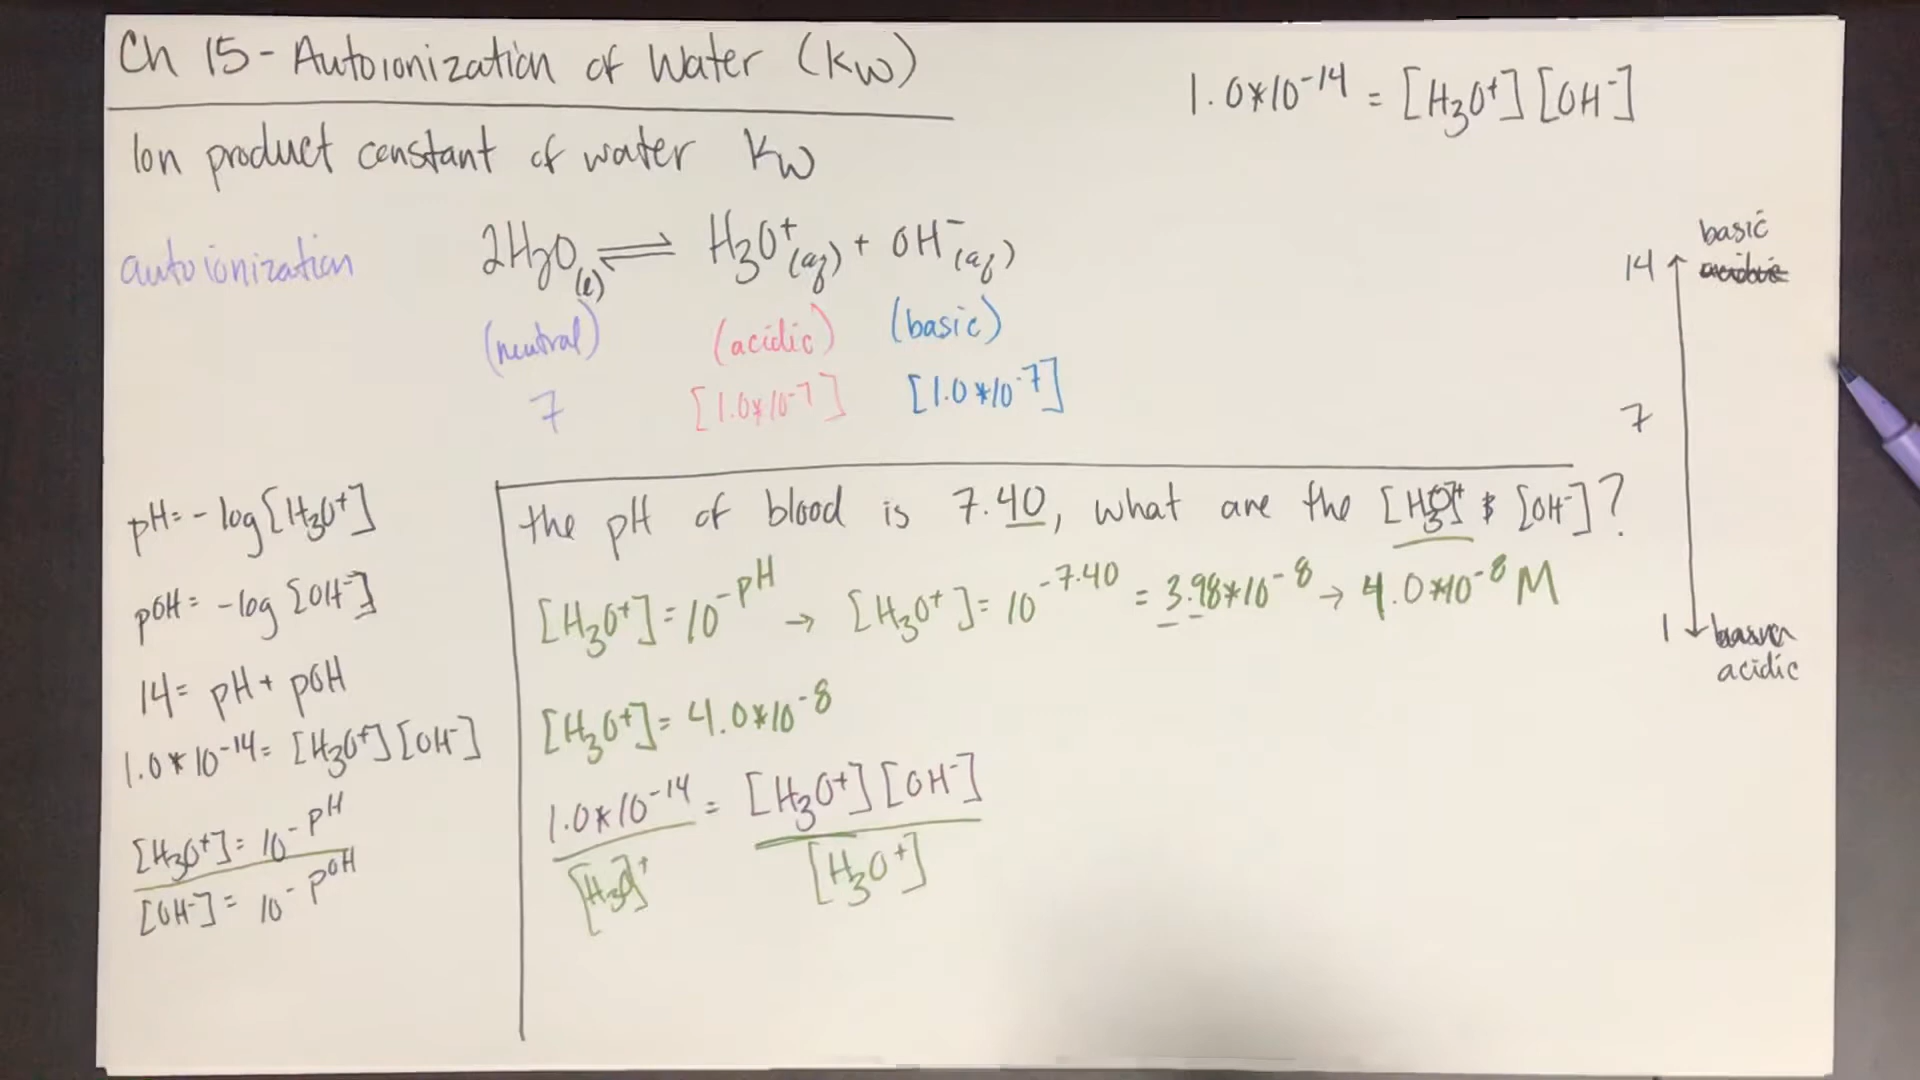 Ch 15 - Autoionization of Water (Kw)
1.0*10⁻¹⁴ = [H₃O⁺][OH⁻]
Ion product constant of water Kw
autoionization
2H₂O(l) ⇌ H₃O⁺(aq) + OH⁻(aq)
(neutral) (acidic) (basic)
7 [1.0*10⁻⁷] [1.0*10⁻⁷]
basic
14
7
1
acidic
pH = -log[H₃O⁺]
pOH = -log[OH⁻]
14 = pH + pOH
1.0*10⁻¹⁴ = [H₃O⁺][OH⁻]
[H₃O⁺] = 10^-pH
[OH⁻] = 10^-pOH
the pH of blood is 7.40, what are the [H₃O⁺] & [OH⁻]?
[H₃O⁺] = 10^-pH → [H₃O⁺] = 10^-7.40 = 3.98*10⁻⁸ → 4.0*10⁻⁸ M
[H₃O⁺] = 4.0*10⁻⁸
1.0*10⁻¹⁴ = [H₃O⁺][OH⁻]
[H₃O]⁺ [H₃O⁺]